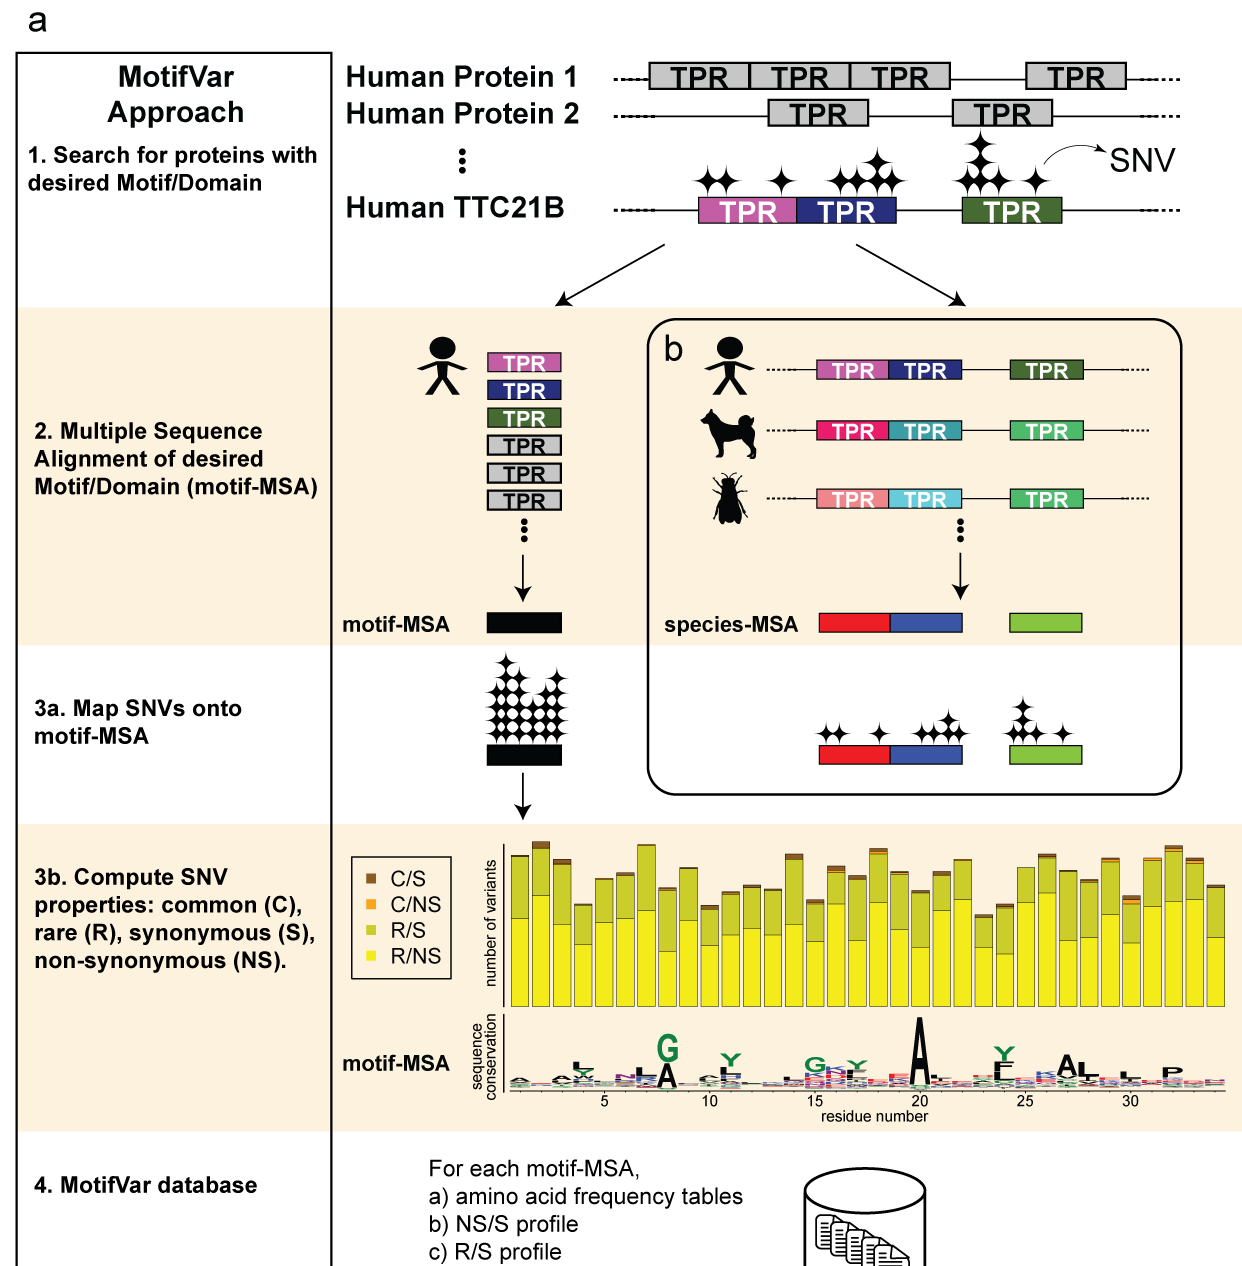 a
MotifVar
Approach
1. Search for proteins with
desired Motif/Domain
Human Protein 1
TPR TPR TPR TPR
Human Protein 2
TPR TPR
SNV
Human TTC21B
TPR TPR TPR
2. Multiple Sequence
Alignment of desired
Motif/Domain (motif-MSA)
TPR
TPR
TPR
TPR
TPR
TPR
motif-MSA
b
TPR TPR TPR
TPR TPR TPR
TPR TPR TPR
species-MSA
3a. Map SNVs onto
motif-MSA
3b. Compute SNV
properties: common (C),
rare (R), synonymous (S),
non-synonymous (NS).
C/S
C/NS
R/S
R/NS
number of variants
motif-MSA
sequence
conservation
G A Y G Y A Y F A L P
5 10 15 20 25 30
residue number
4. MotifVar database
For each motif-MSA,
a) amino acid frequency tables
b) NS/S profile
c) R/S profile